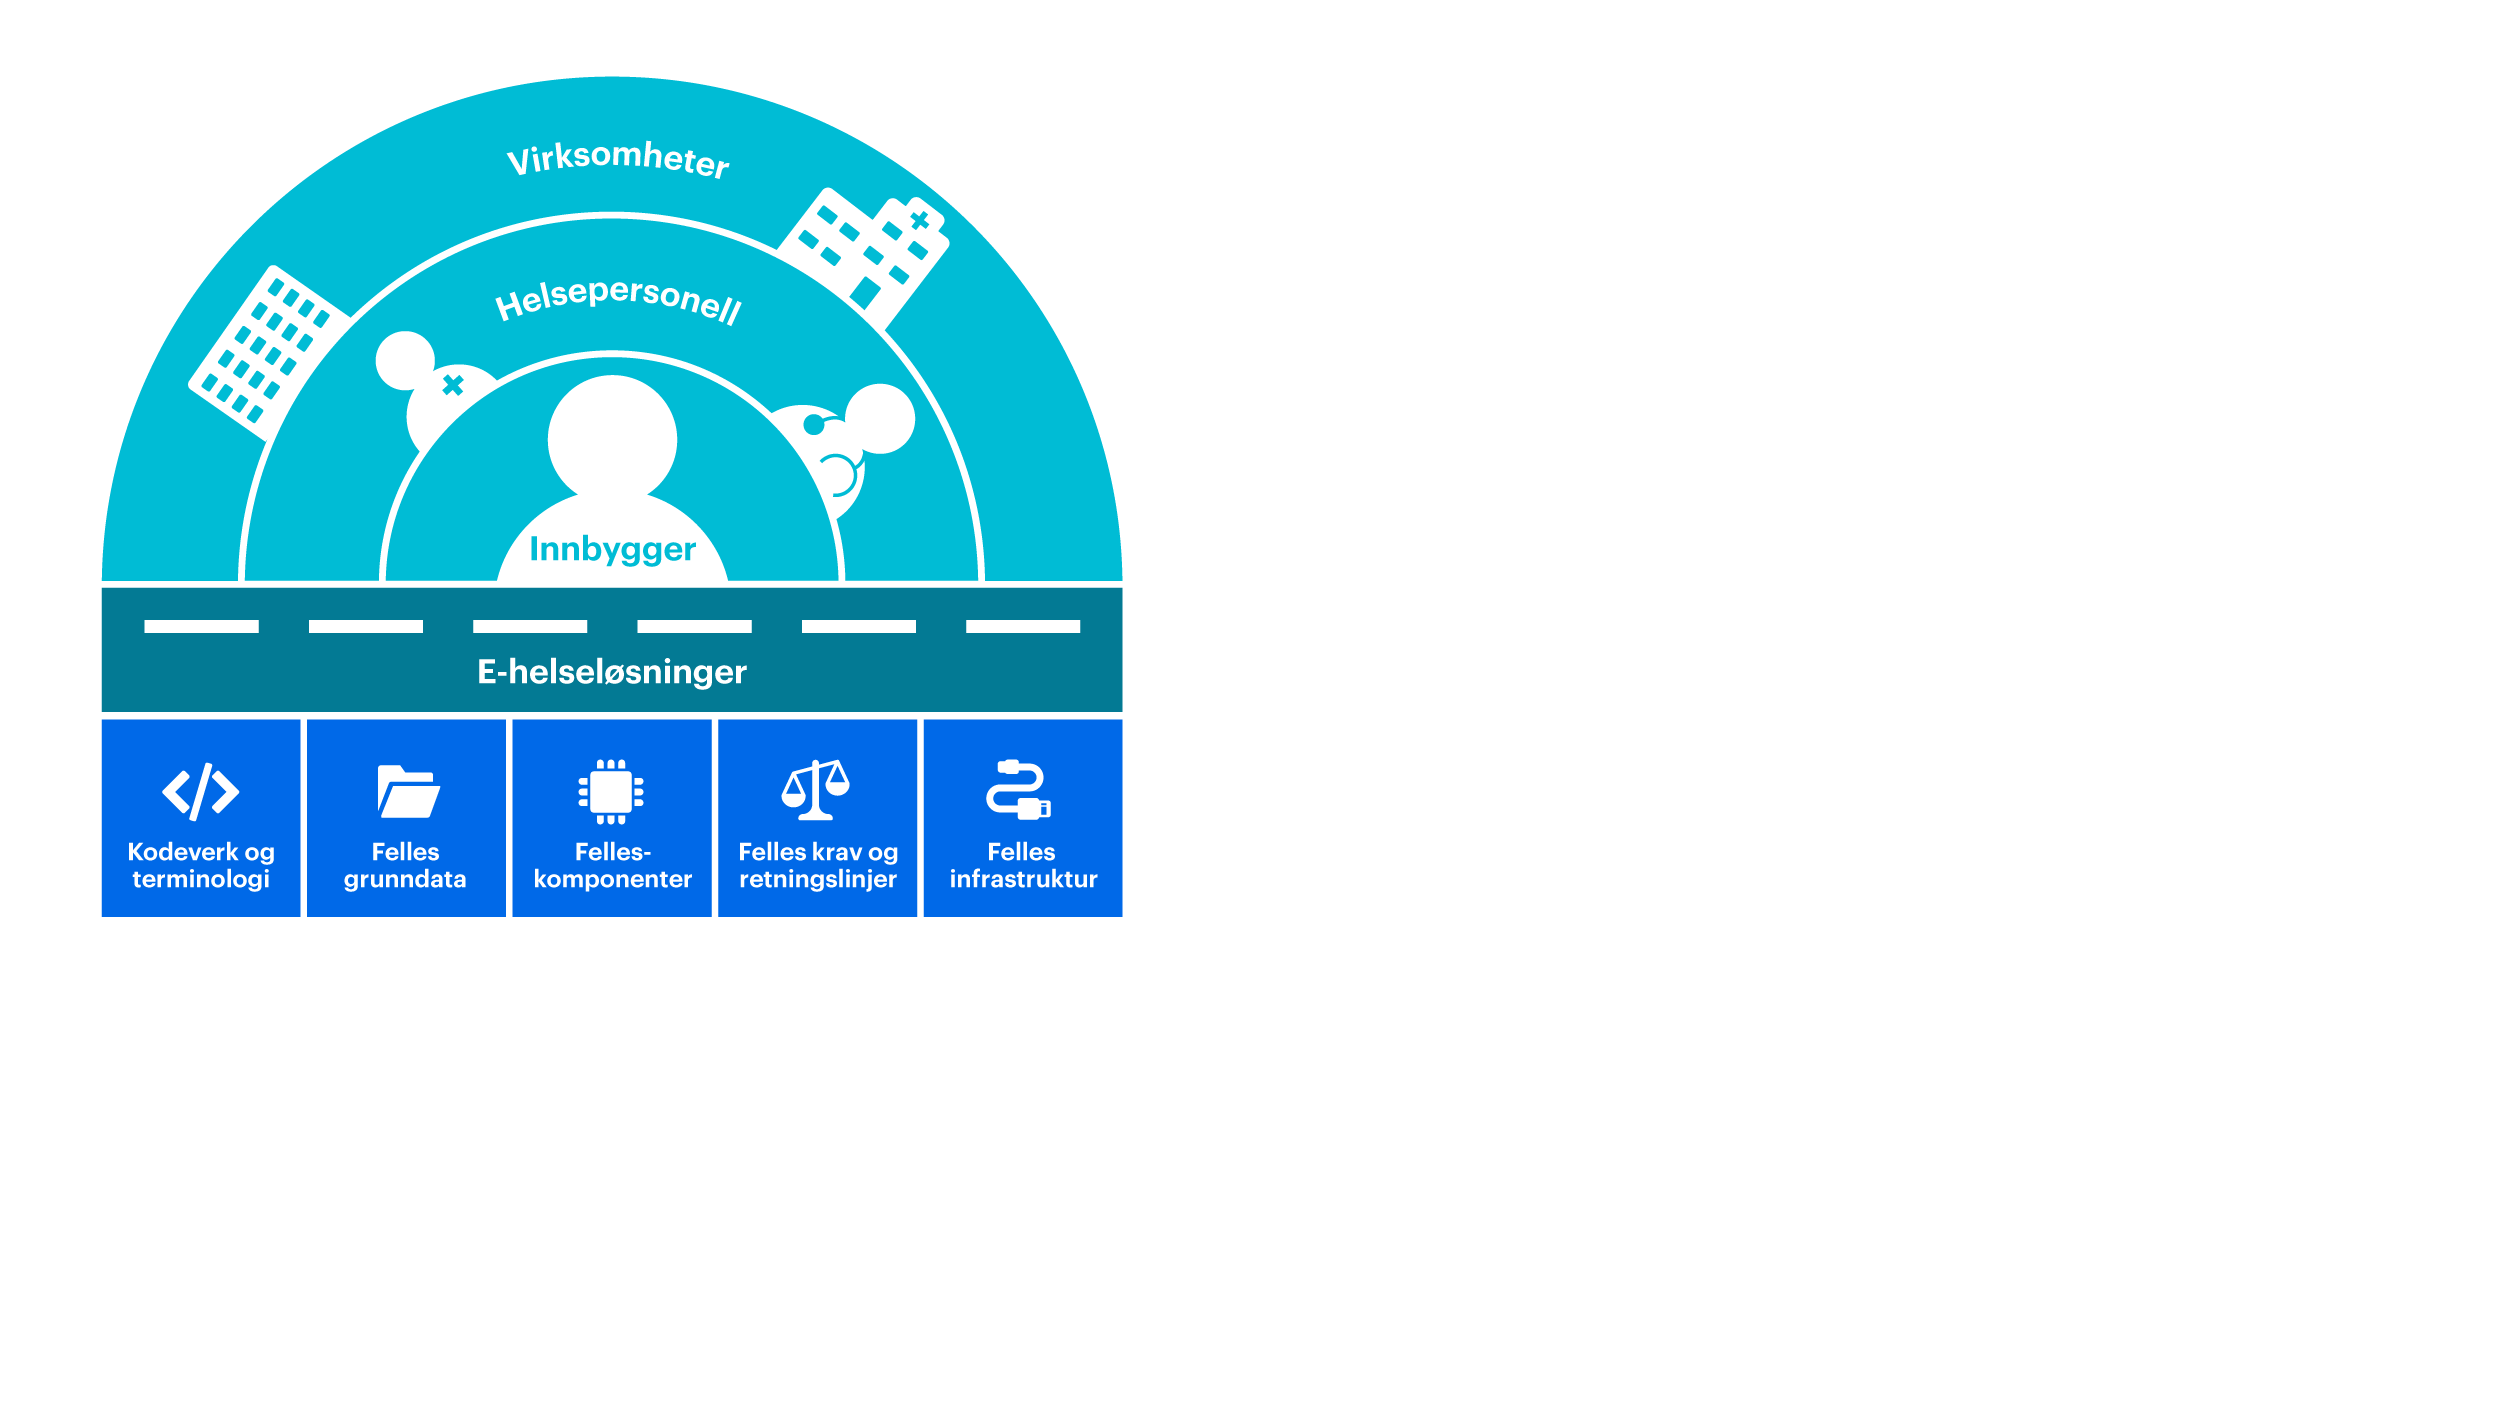 Virksomheter
Helsepersonell
Innbygger
E-helseløsninger
Kodeverk og
terminologi
Felles
grunndata
Felles-
komponenter
Felles krav og
retningslinjer
Felles
infrastruktur